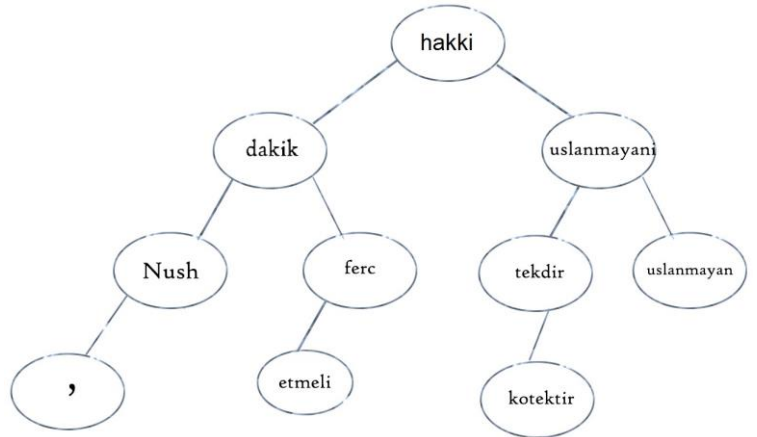 hakki
dakik uslanmayani
Nush ferc tekdir uslanmayan
, etmeli kotektir